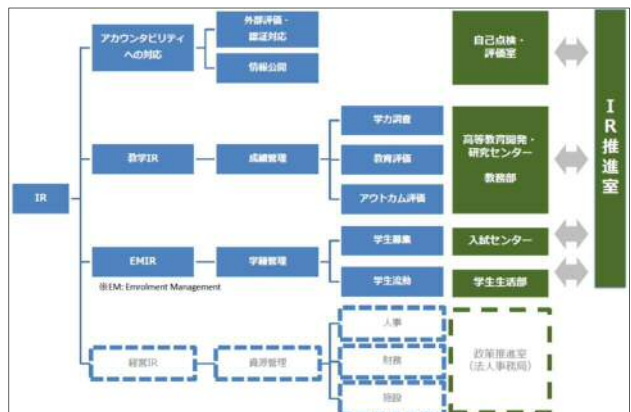 アカウンタビリティ
への対応
外部評価・
認証対応
情報公開
自己点検・
評価室
IR
教学IR
成績管理
学力調査
教育評価
アウトカム評価
高等教育開発・
研究センター
教務部
EMIR
学籍管理
学生募集
学生流動
入試センター
学生生活部
※EM: Enrolment Management
経営IR
資源管理
人事
財務
施設
政策推進室
(法人事務局)
IR推進室